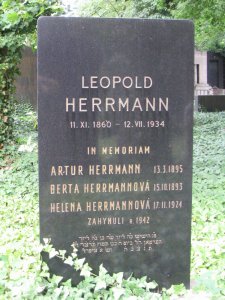 LEOPOLD
HERRMANN
11. XI. 1860 - 12. VII. 1934
IN MEMORIAM
ARTUR HERRMANN 13.3.1895
BERTA HERRMANNOVÁ 15.10.1893
HELENA HERRMANNOVÁ 17.11.1924
ZAHYNULI R. 1942